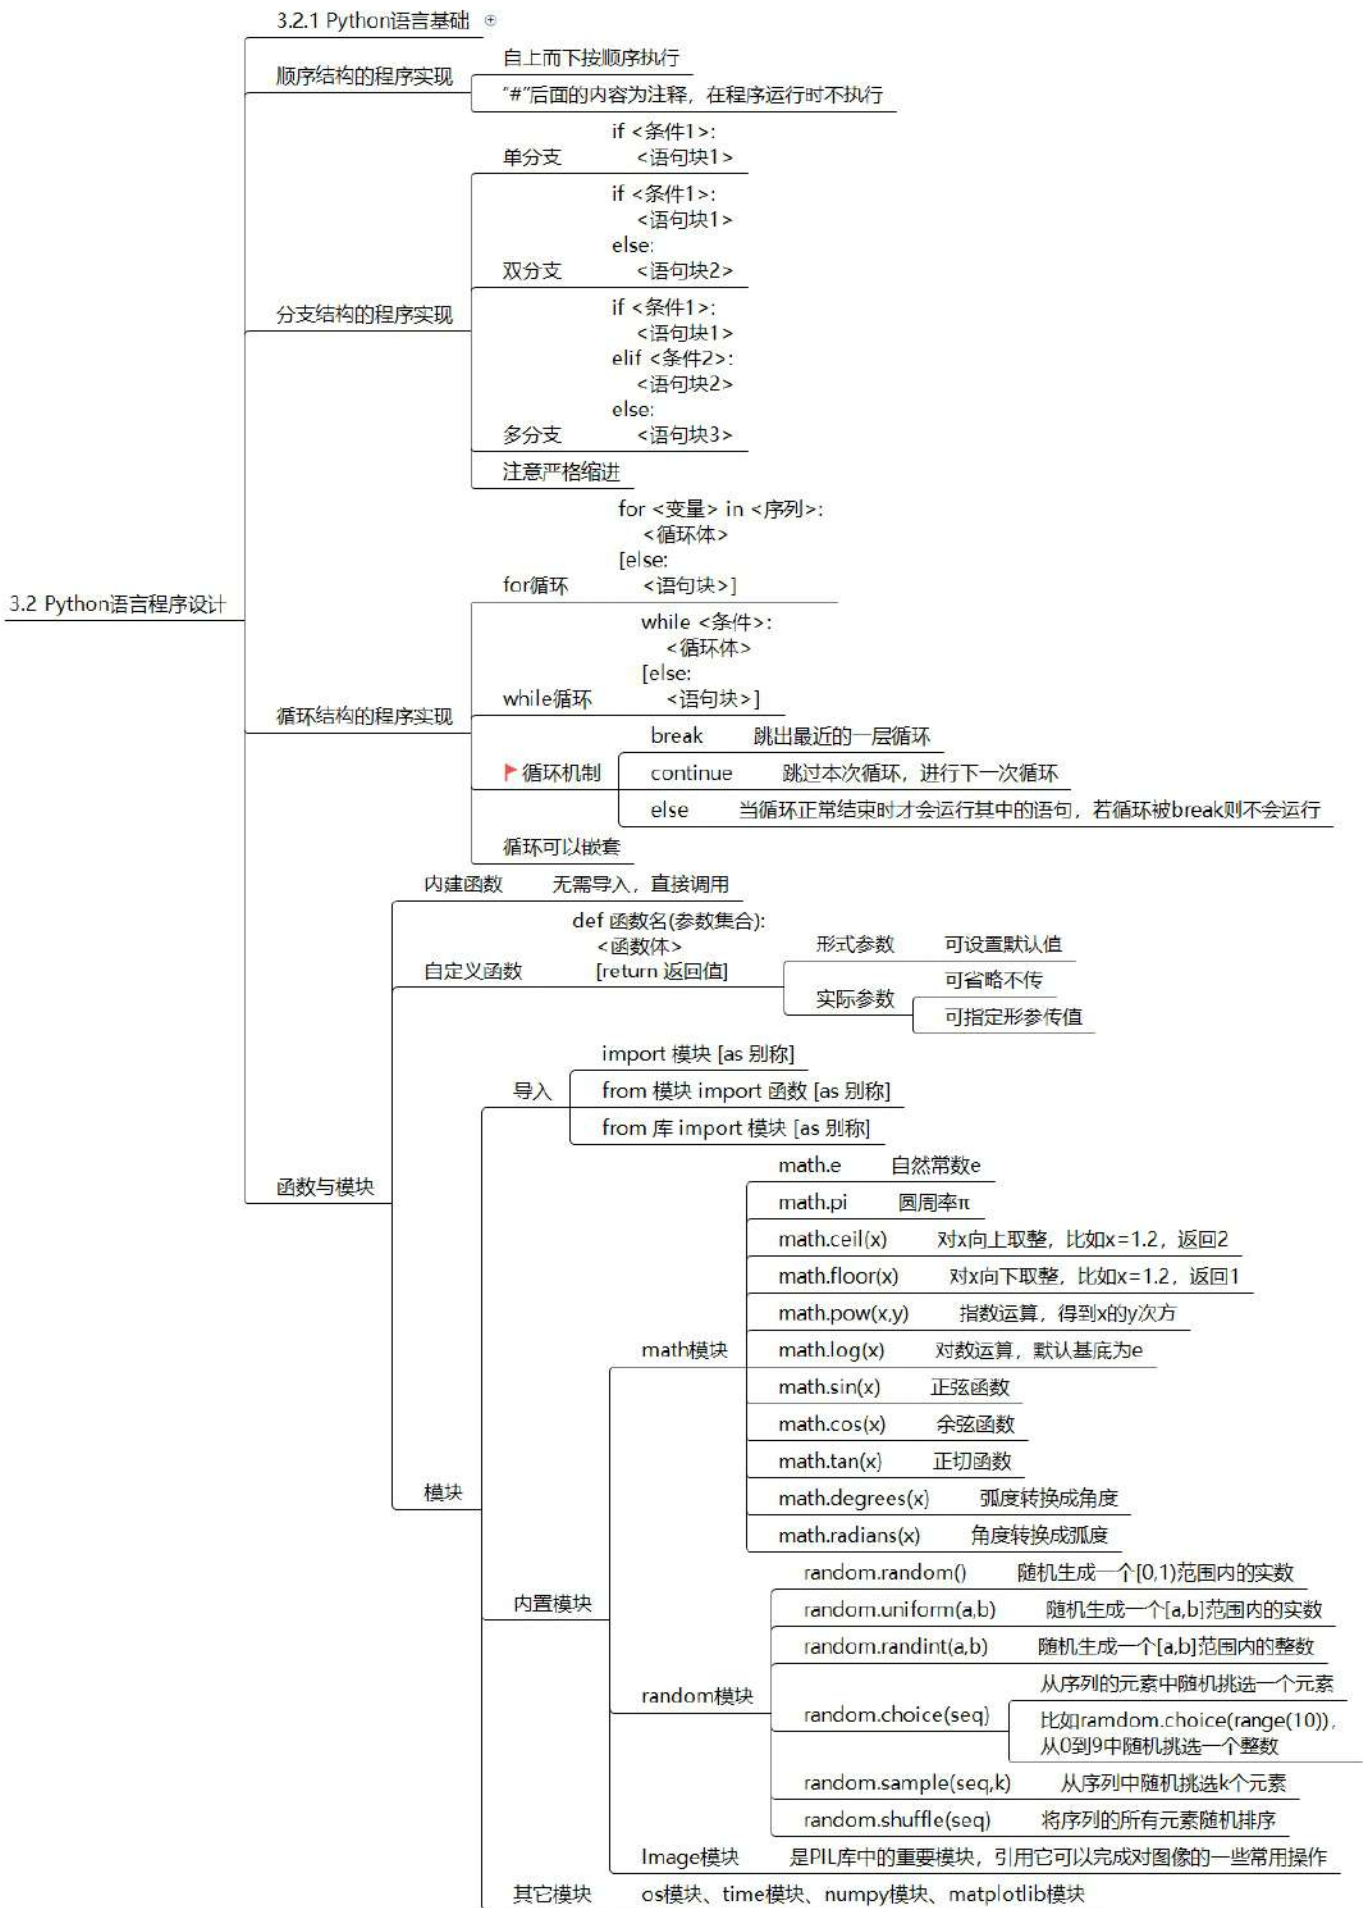 3.2 Python语言程序设计
3.2.1 Python语言基础
顺序结构的程序实现
自上而下按顺序执行
"#"后面的内容为注释，在程序运行时不执行
分支结构的程序实现
单分支
if <条件1>:
<语句块1>
双分支
if <条件1>:
<语句块1>
else:
<语句块2>
多分支
if <条件1>:
<语句块1>
elif <条件2>:
<语句块2>
else:
<语句块3>
注意严格缩进
循环结构的程序实现
for循环
for <变量> in <序列>:
<循环体>
[else:
<语句块>]
while循环
while <条件>:
<循环体>
[else:
<语句块>]
循环机制
break 跳出最近的一层循环
continue 跳过本次循环，进行下一次循环
else 当循环正常结束时才会运行其中的语句，若循环被break则不会运行
循环可以嵌套
函数与模块
内建函数 无需导入，直接调用
自定义函数
def 函数名(参数集合):
<函数体>
[return 返回值]
形式参数 可设置默认值
实际参数
可省略不传
可指定形参传值
模块
导入
import 模块 [as 别称]
from 模块 import 函数 [as 别称]
from 库 import 模块 [as 别称]
内置模块
math模块
math.e 自然常数e
math.pi 圆周率π
math.ceil(x) 对x向上取整，比如x=1.2，返回2
math.floor(x) 对x向下取整，比如x=1.2，返回1
math.pow(x,y) 指数运算，得到x的y次方
math.log(x) 对数运算，默认基底为e
math.sin(x) 正弦函数
math.cos(x) 余弦函数
math.tan(x) 正切函数
math.degrees(x) 弧度转换成角度
math.radians(x) 角度转换成弧度
random模块
random.random() 随机生成一个[0,1)范围内的实数
random.uniform(a,b) 随机生成一个[a,b]范围内的实数
random.randint(a,b) 随机生成一个[a,b]范围内的整数
random.choice(seq)
从序列的元素中随机挑选一个元素
比如ramdom.choice(range(10))，
从0到9中随机挑选一个整数
random.sample(seq,k) 从序列中随机挑选k个元素
random.shuffle(seq) 将序列的所有元素随机排序
Image模块 是PIL库中的重要模块，引用它可以完成对图像的一些常用操作
其它模块 os模块、time模块、numpy模块、matplotlib模块